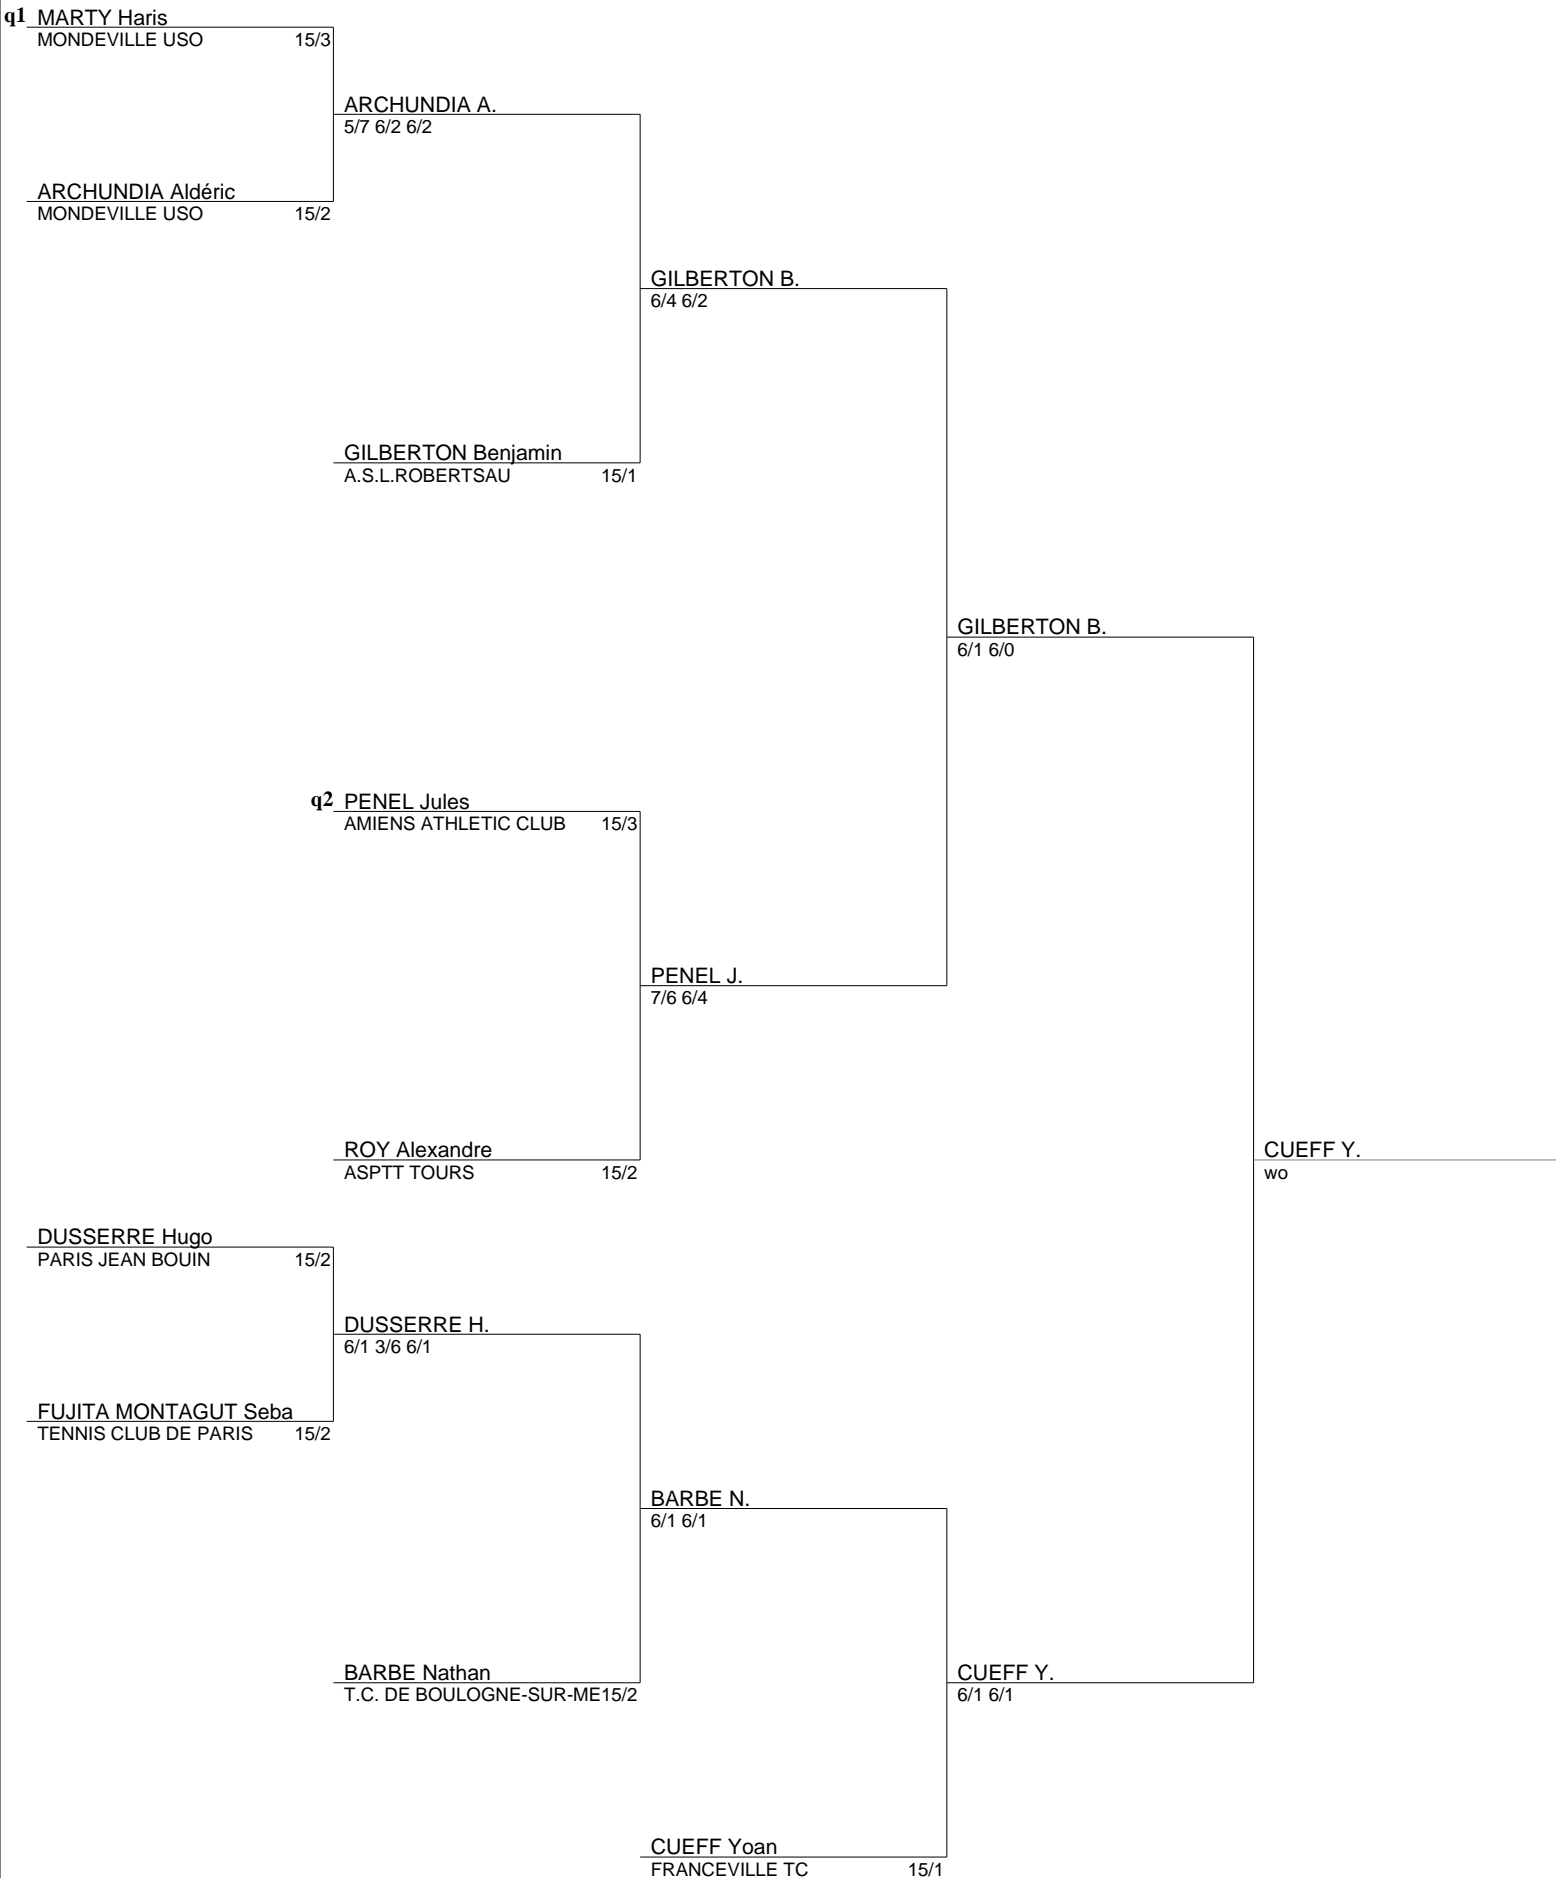 q1 MARTY Haris
MONDEVILLE USO 15/3
ARCHUNDIA A.
5/7 6/2 6/2
ARCHUNDIA Aldéric
MONDEVILLE USO 15/2
GILBERTON B.
6/4 6/2
GILBERTON Benjamin
A.S.L.ROBERTSAU 15/1
GILBERTON B.
6/1 6/0
q2 PENEL Jules
AMIENS ATHLETIC CLUB 15/3
PENEL J.
7/6 6/4
ROY Alexandre
ASPTT TOURS 15/2
CUEFF Y.
wo
DUSSERRE Hugo
PARIS JEAN BOUIN 15/2
DUSSERRE H.
6/1 3/6 6/1
FUJITA MONTAGUT Seba
TENNIS CLUB DE PARIS 15/2
BARBE N.
6/1 6/1
BARBE Nathan
T.C. DE BOULOGNE-SUR-ME15/2
CUEFF Y.
6/1 6/1
CUEFF Yoan
FRANCEVILLE TC 15/1